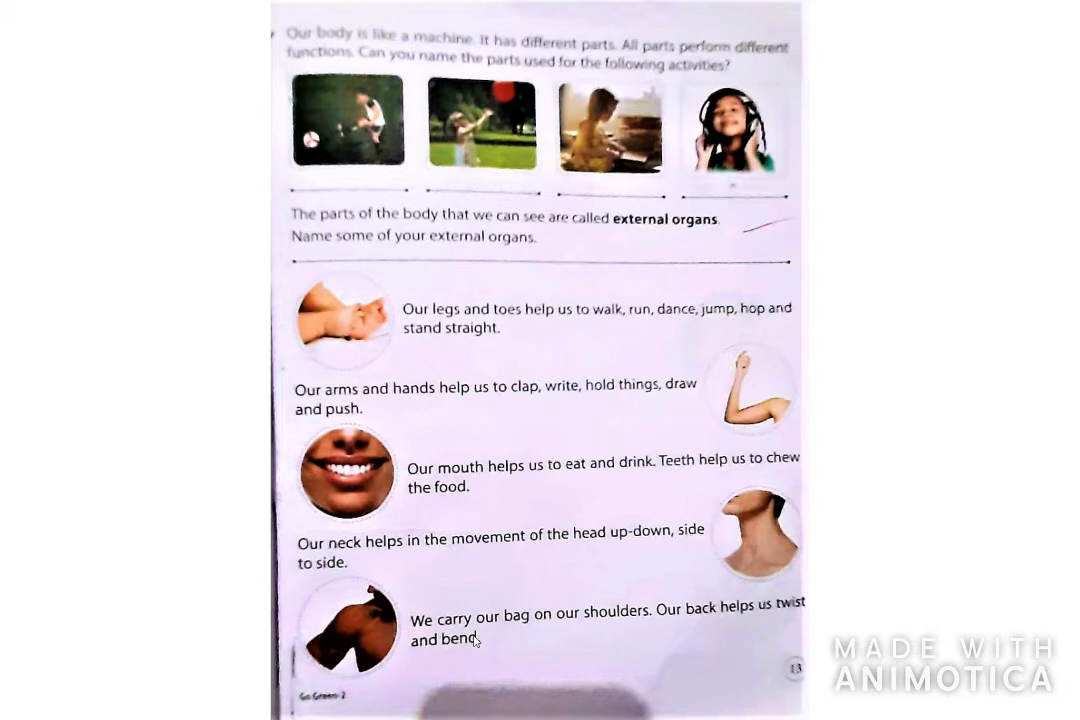 Our body is like a machine. It has different parts. All parts perform different
functions. Can you name the parts used for the following activities?
The parts of the body that we can see are called external organs.
Name some of your external organs.
Our legs and toes help us to walk, run, dance, jump, hop and
stand straight.
Our arms and hands help us to clap, write, hold things, draw
and push.
Our mouth helps us to eat and drink. Teeth help us to chew
the food.
Our neck helps in the movement of the head up-down, side
to side.
We carry our bag on our shoulders. Our back helps us twist
and bend
13
Go Green-2
MADE WITH
ANIMOTICA